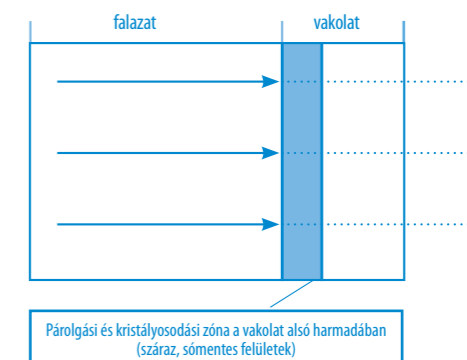 falazat
vakolat
Párolgási és kristályosodási zóna a vakolat alsó harmadában
(száraz, sómentes felületek)